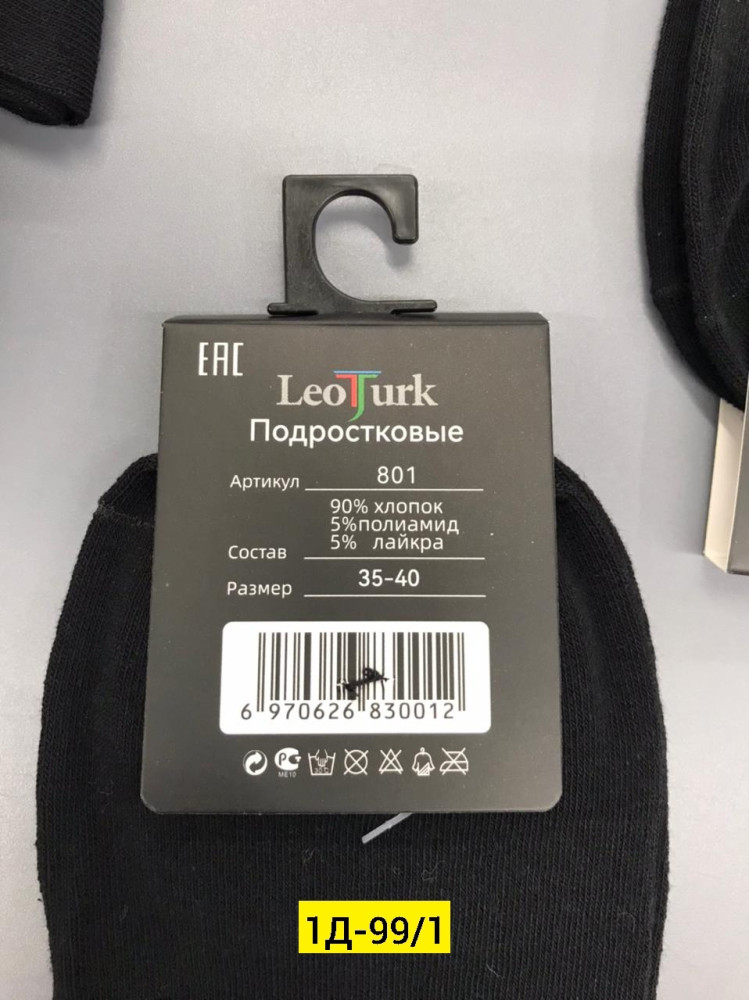 EAC
LeoTurk
Подростковые
Артикул 801
90% хлопок
5%полиамид
5% лайкра
Состав
Размер 35-40
6 970626 830012
1Д-99/1